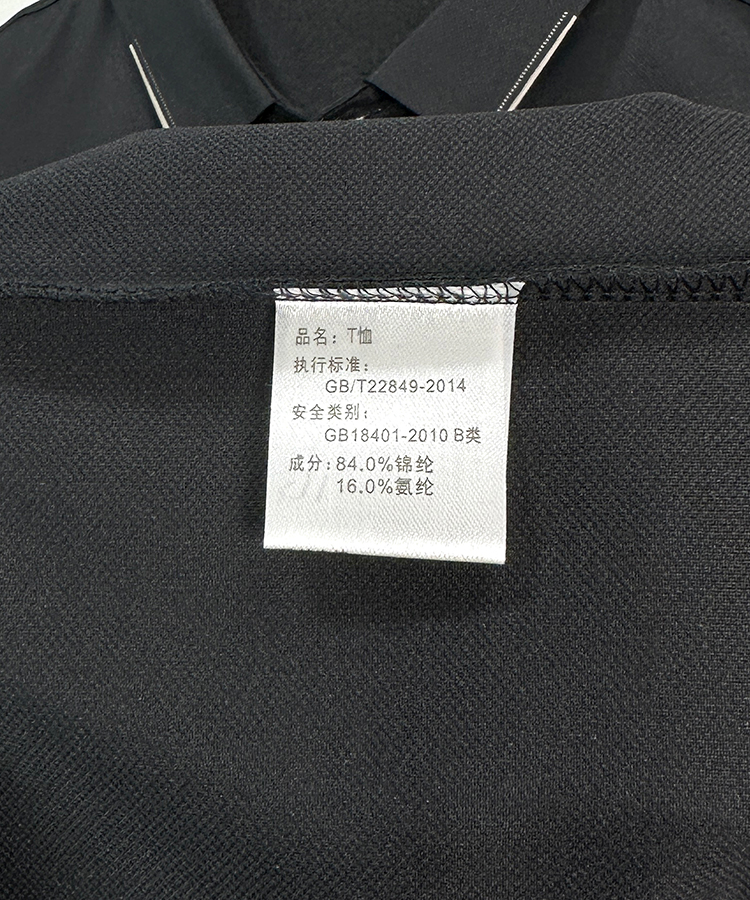 品名：T恤
执行标准：
GB/T22849-2014
安全类别：
GB18401-2010 B类
成分：84.0%锦纶
16.0%氨纶